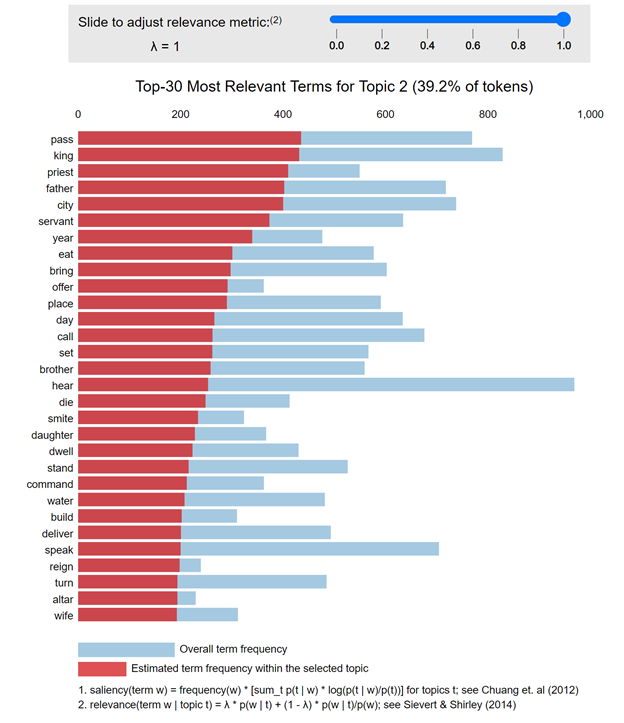 Slide to adjust relevance metric:(2)
λ = 1
0.0 0.2 0.4 0.6 0.8 1.0
Top-30 Most Relevant Terms for Topic 2 (39.2% of tokens)
0 200 400 600 800 1,000
pass
king
priest
father
city
servant
year
eat
bring
offer
place
day
call
set
brother
hear
die
smite
daughter
dwell
stand
command
water
build
deliver
speak
reign
turn
altar
wife
Overall term frequency
Estimated term frequency within the selected topic
1. saliency(term w) = frequency(w) * [sum_t p(t | w) * log(p(t | w)/p(t))] for topics t; see Chuang et. al (2012)
2. relevance(term w | topic t) = λ * p(w | t) + (1 - λ) * p(w | t)/p(w); see Sievert & Shirley (2014)